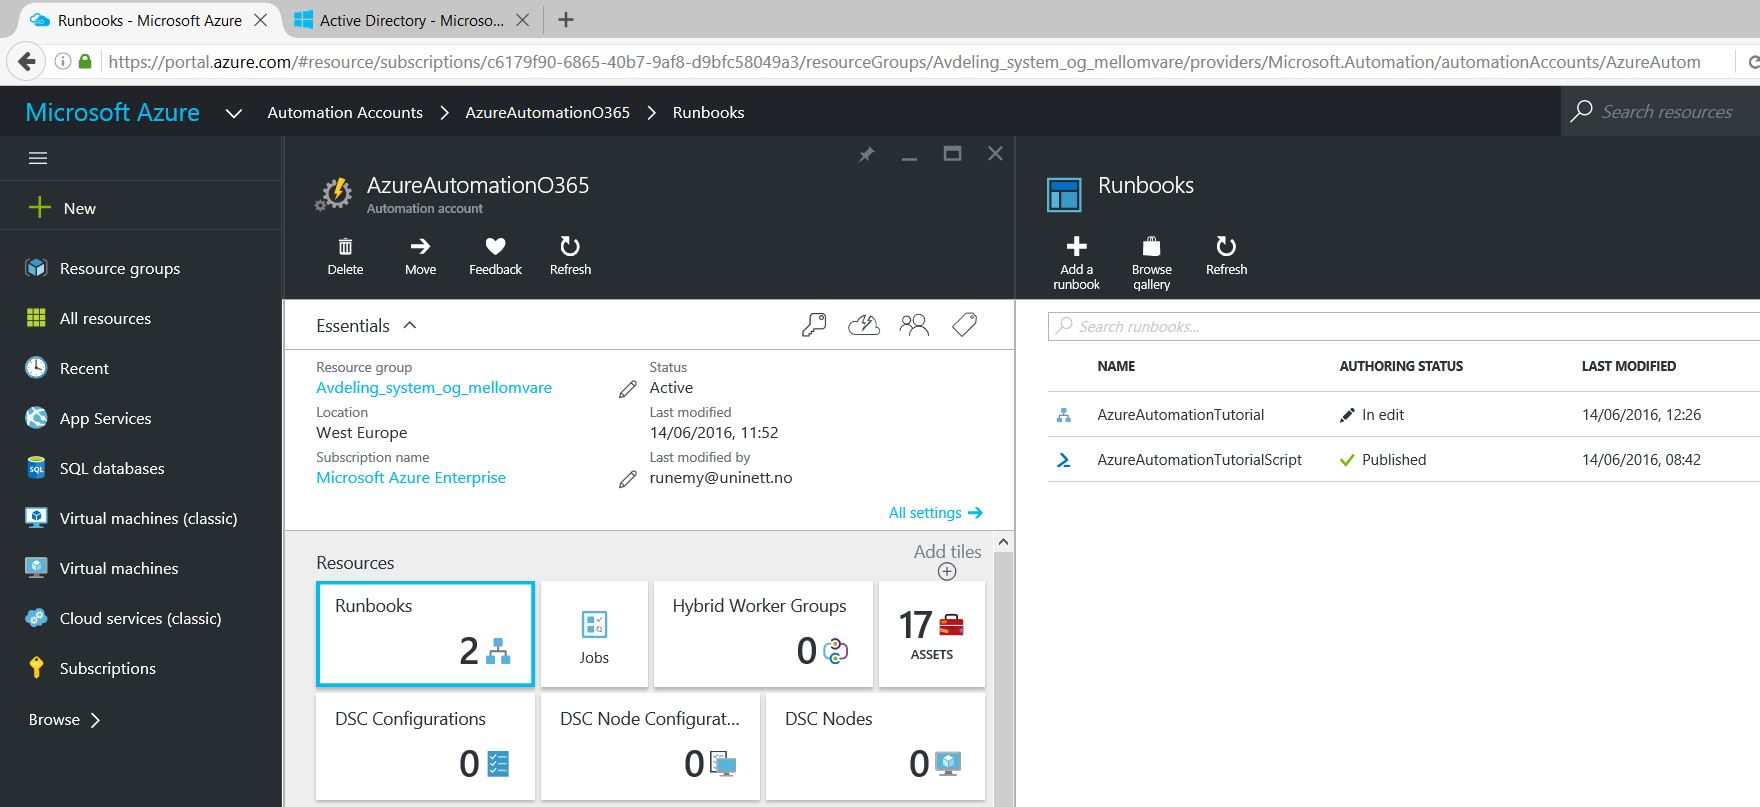 Runbooks - Microsoft Azure
Active Directory - Microso...
https://portal.azure.com/#resource/subscriptions/c6179f90-6865-40b7-9af8-d9bfc58049a3/resourceGroups/Avdeling_system_og_mellomvare/providers/Microsoft.Automation/automationAccounts/AzureAutom
Microsoft Azure
Automation Accounts
AzureAutomationO365
Runbooks
Search resources
New
Resource groups
All resources
Recent
App Services
SQL databases
Virtual machines (classic)
Virtual machines
Cloud services (classic)
Subscriptions
Browse
AzureAutomationO365
Automation account
Delete
Move
Feedback
Refresh
Essentials
Resource group
Avdeling_system_og_mellomvare
Location
West Europe
Subscription name
Microsoft Azure Enterprise
Status
Active
Last modified
14/06/2016, 11:52
Last modified by
runemy@uninett.no
All settings
Resources
Add tiles
Runbooks
2
Jobs
Hybrid Worker Groups
0
17
ASSETS
DSC Configurations
0
DSC Node Configurat...
0
DSC Nodes
0
Runbooks
Add a
runbook
Browse
gallery
Refresh
Search runbooks...
NAME AUTHORING STATUS LAST MODIFIED
AzureAutomationTutorial In edit 14/06/2016, 12:26
AzureAutomationTutorialScript Published 14/06/2016, 08:42